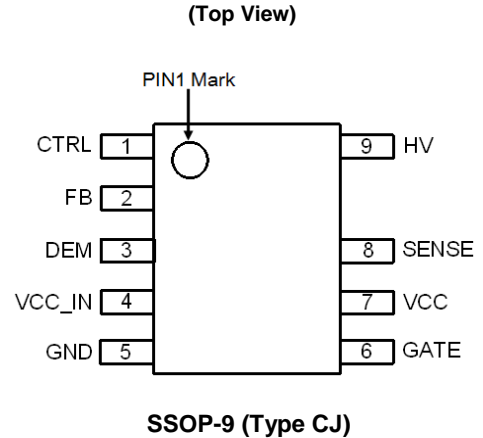 (Top View)
PIN1 Mark
CTRL 1 9 HV
FB 2
DEM 3 8 SENSE
VCC_IN 4 7 VCC
GND 5 6 GATE
SSOP-9 (Type CJ)